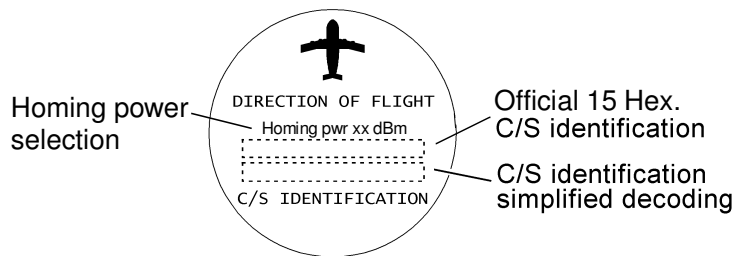 DIRECTION OF FLIGHT
Homing power
selection
Homing pwr xx dBm
Official 15 Hex.
C/S identification
C/S identification
simplified decoding
C/S IDENTIFICATION